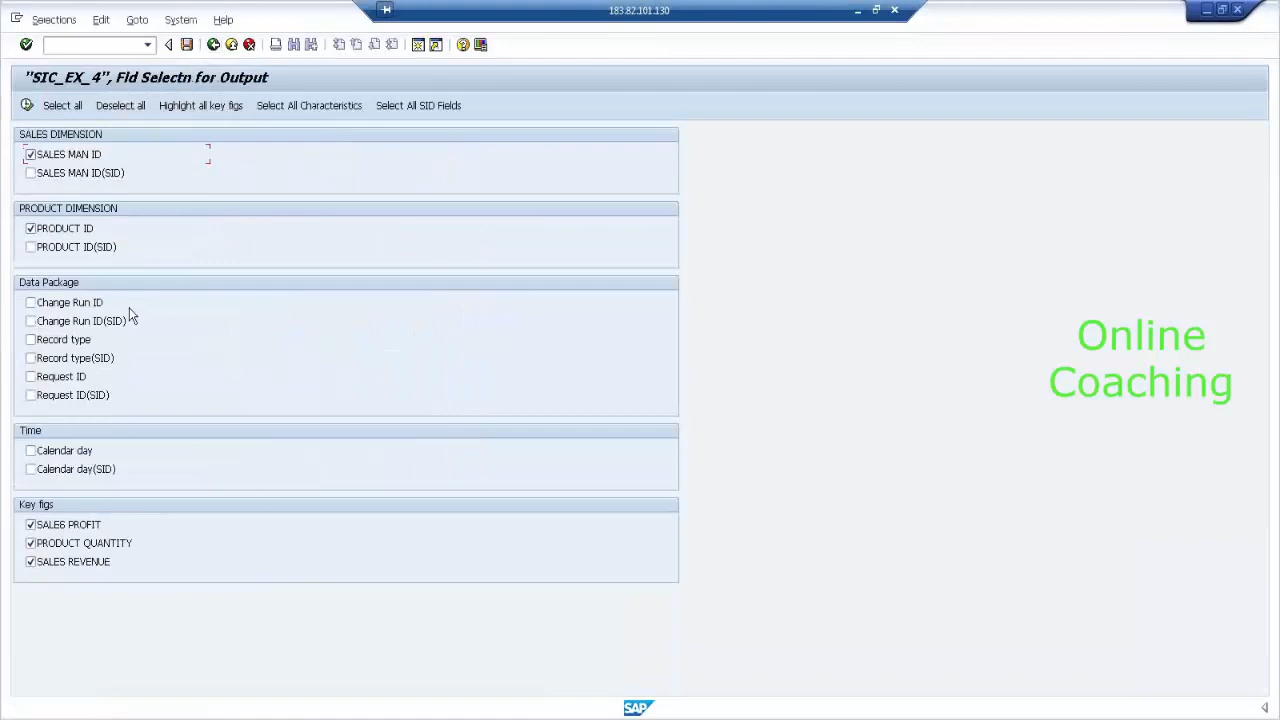 183.82.101.130
Selections Edit Goto System Help
"SIC_EX_4", Fld Selectn for Output
Select all Deselect all Highlight all key figs Select All Characteristics Select All SID Fields
SALES DIMENSION
SALES MAN ID
SALES MAN ID(SID)
PRODUCT DIMENSION
PRODUCT ID
PRODUCT ID(SID)
Data Package
Change Run ID
Change Run ID(SID)
Record type
Record type(SID)
Request ID
Request ID(SID)
Time
Calendar day
Calendar day(SID)
Key figs
SALES PROFIT
PRODUCT QUANTITY
SALES REVENUE
Online
Coaching
SAP